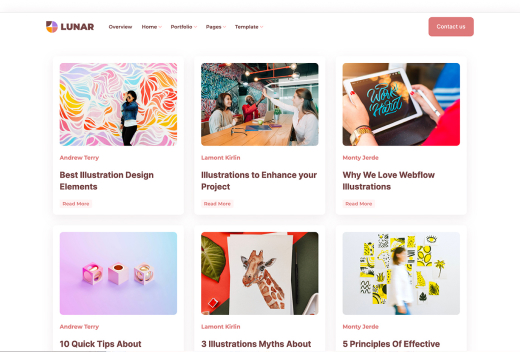 LUNAR
Overview Home Portfolio Pages Template
Contact us
Work
Hard
Andrew Terry
Best Illustration Design
Elements
Read More
Lamont Kirlin
Illustrations to Enhance your
Project
Read More
Monty Jerde
Why We Love Webflow
Illustrations
Read More
Andrew Terry
10 Quick Tips About
Lamont Kirlin
3 Illustrations Myths About
Monty Jerde
5 Principles Of Effective